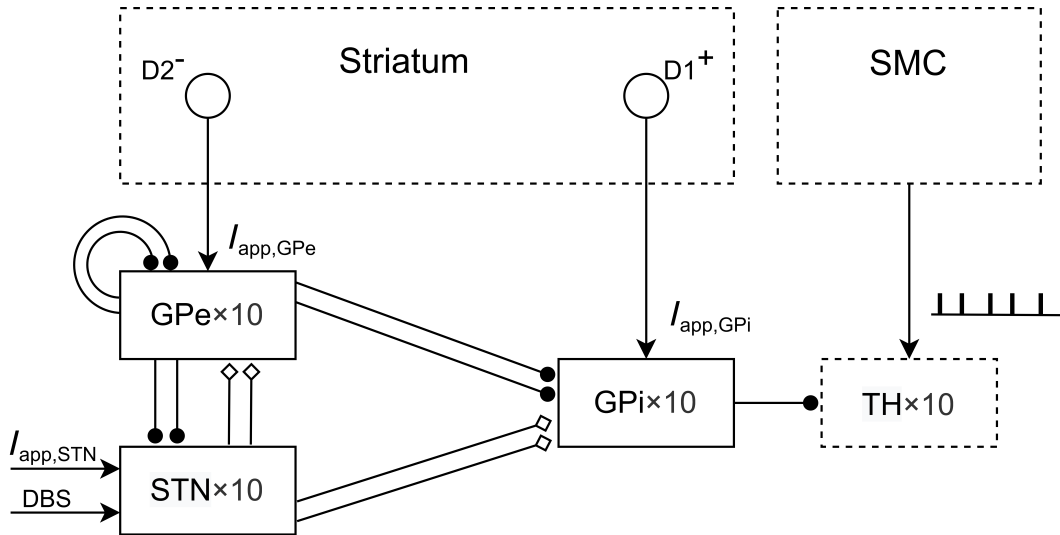 Striatum
SMC
D2-
D1+
Iapp,GPe
GPe×10
Iapp,GPi
GPi×10
TH×10
Iapp,STN
STN×10
DBS